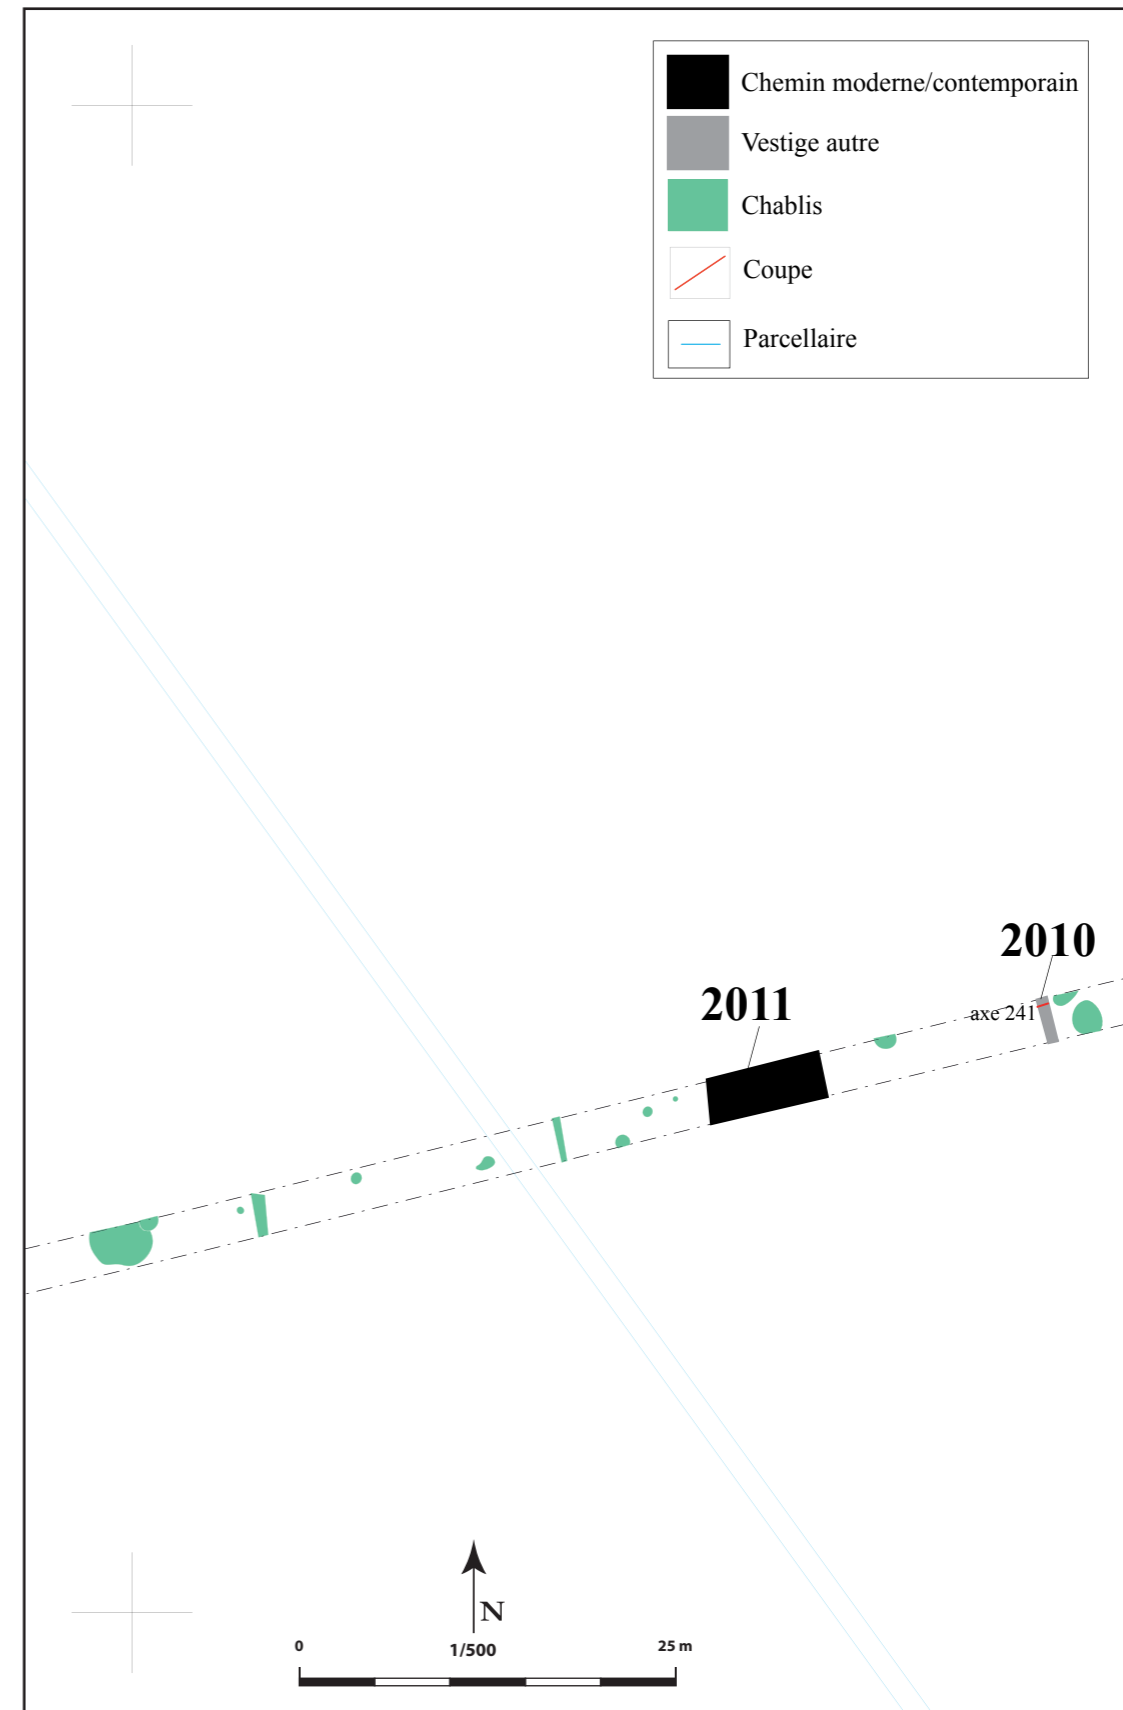 Chemin moderne/contemporain
Vestige autre
Chablis
Coupe
Parcellaire
2010
2011
axe 241
N
0
1/500
25 m